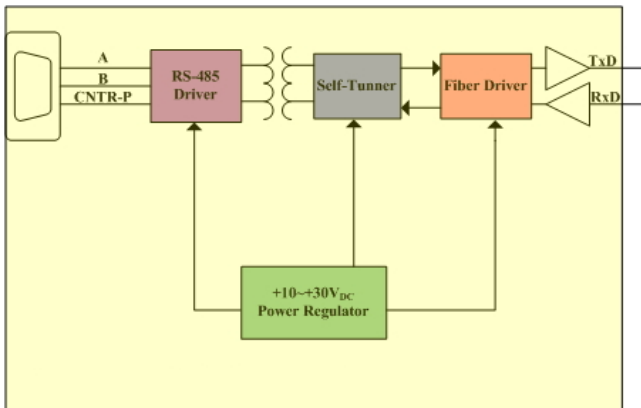 A
B
CNTR-P
RS-485
Driver
Self-Tunner
Fiber Driver
TxD
RxD
+10~+30VDC
Power Regulator